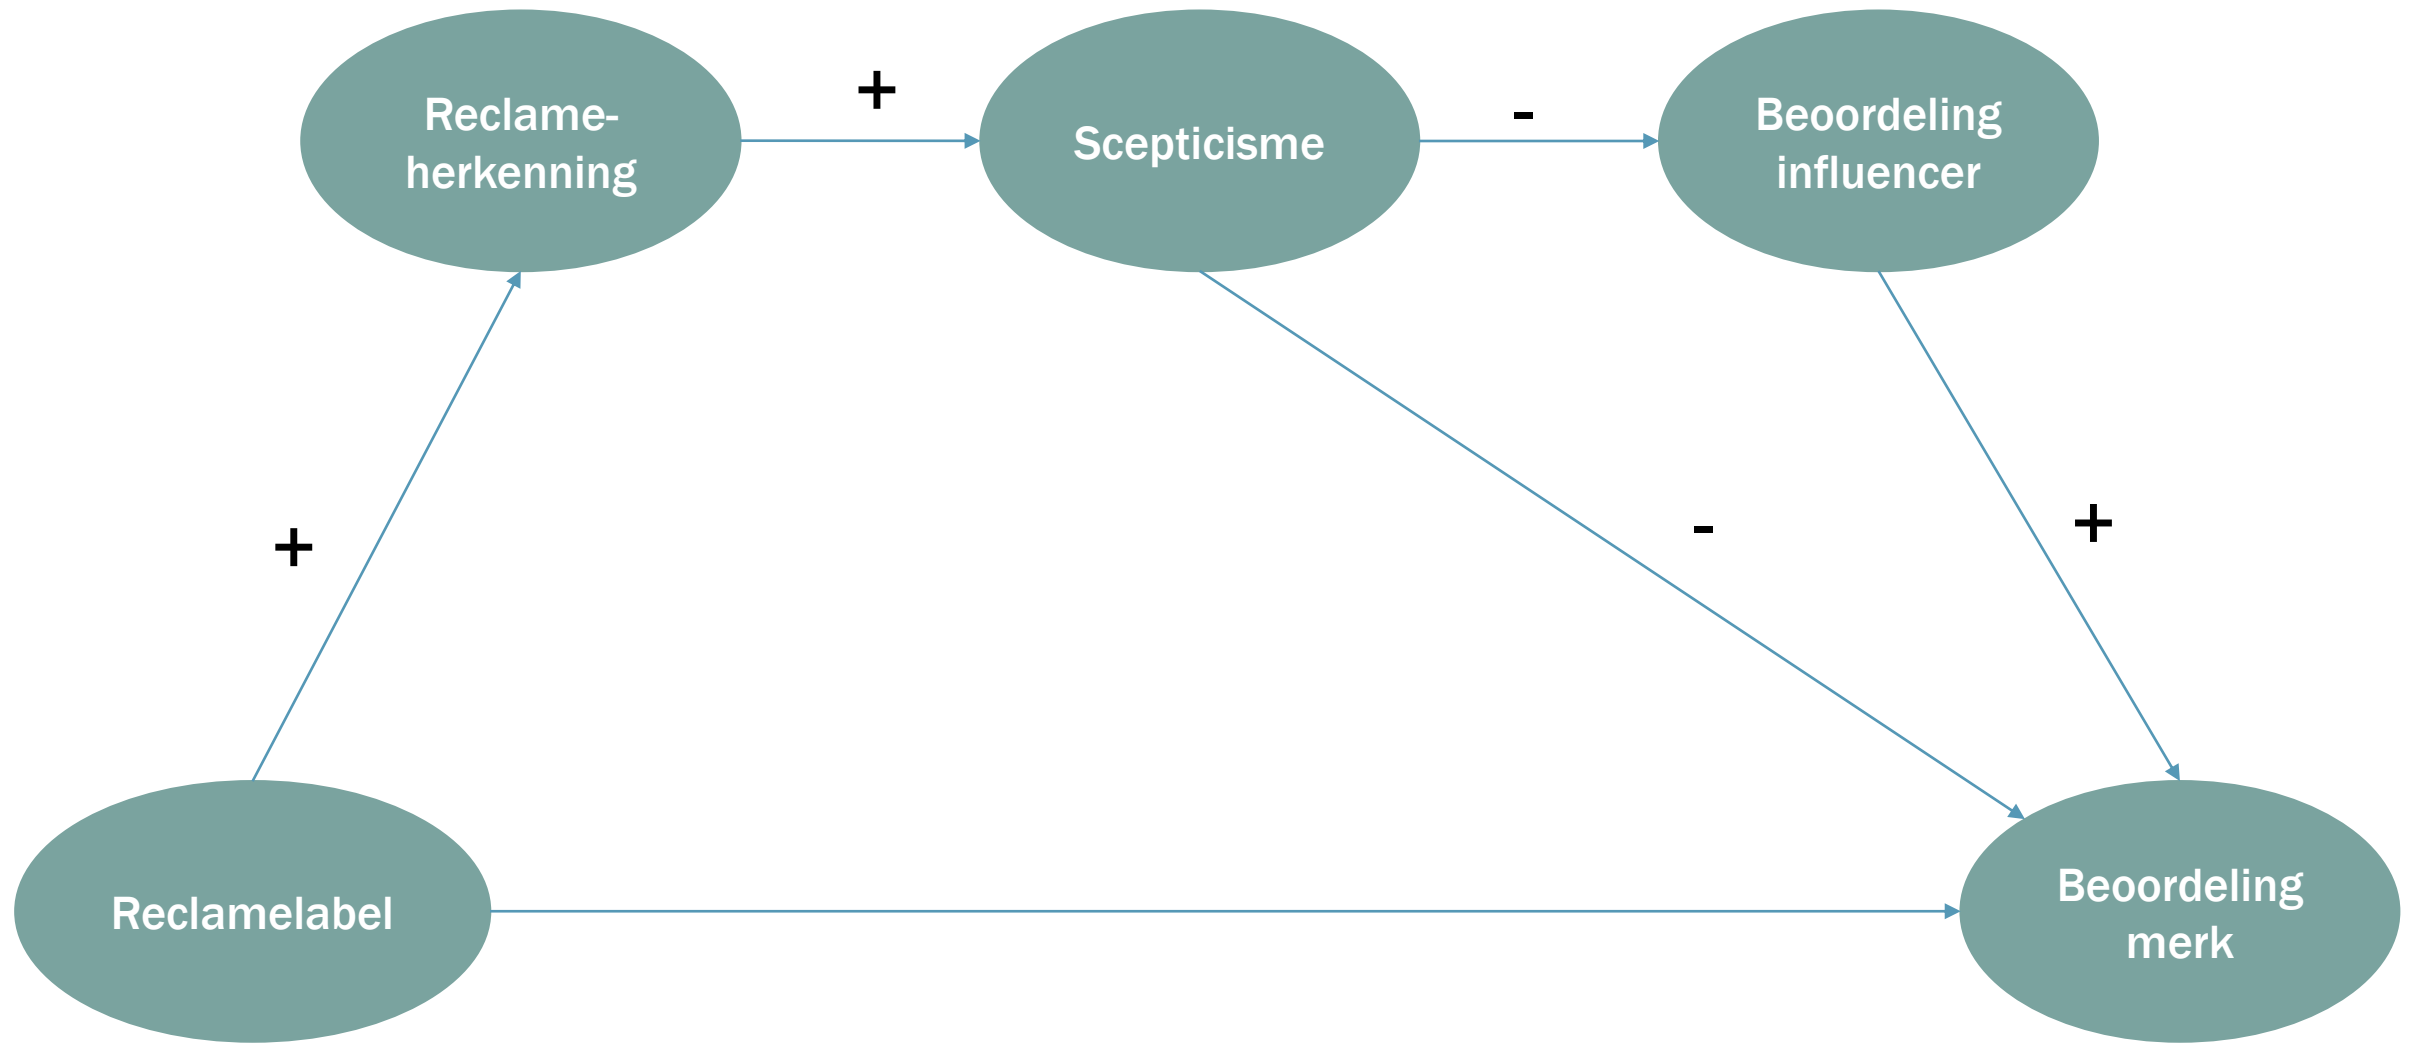 Reclame-
herkenning
+
Scepticisme
-
Beoordeling
influencer
+
-
+
Reclamelabel
Beoordeling
merk